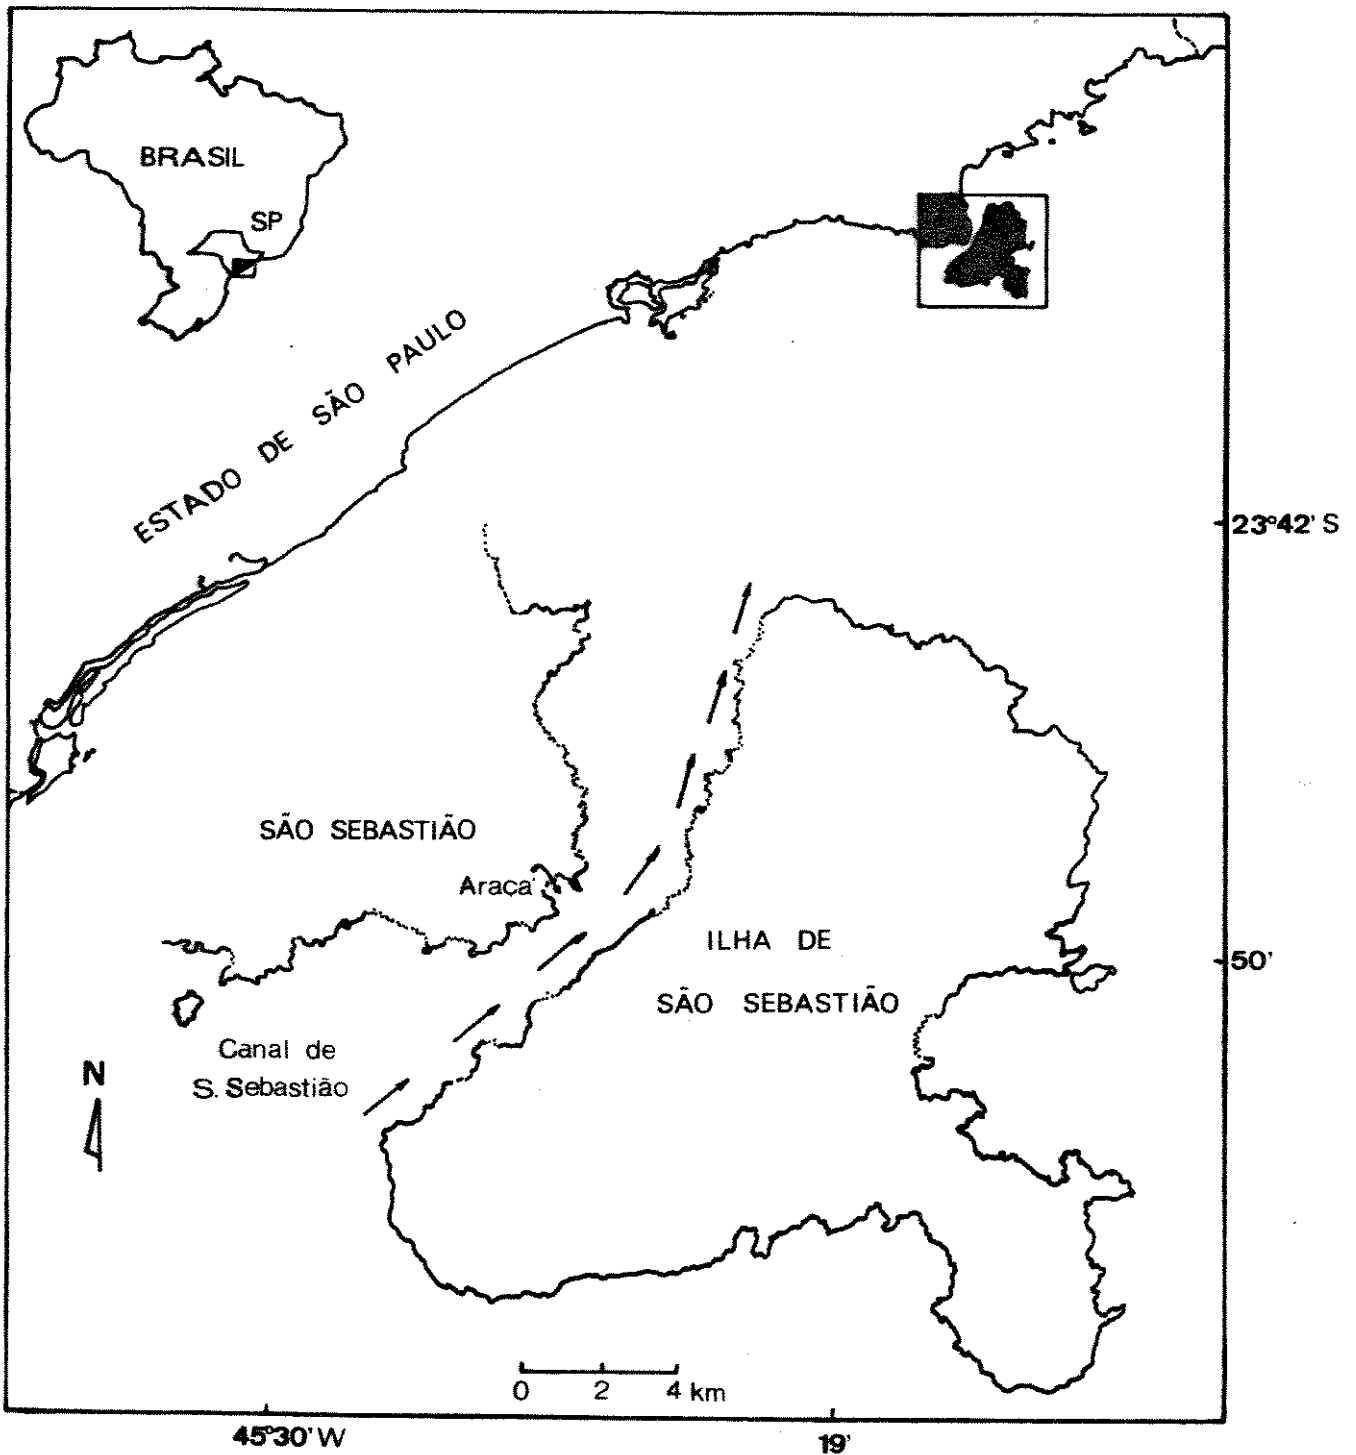 BRASIL
SP
ESTADO DE SÃO PAULO
23°42' S
SÃO SEBASTIÃO
Araca
ILHA DE
SÃO SEBASTIÃO
50'
Canal de
S. Sebastião
N
0 2 4 km
45°30' W
19'